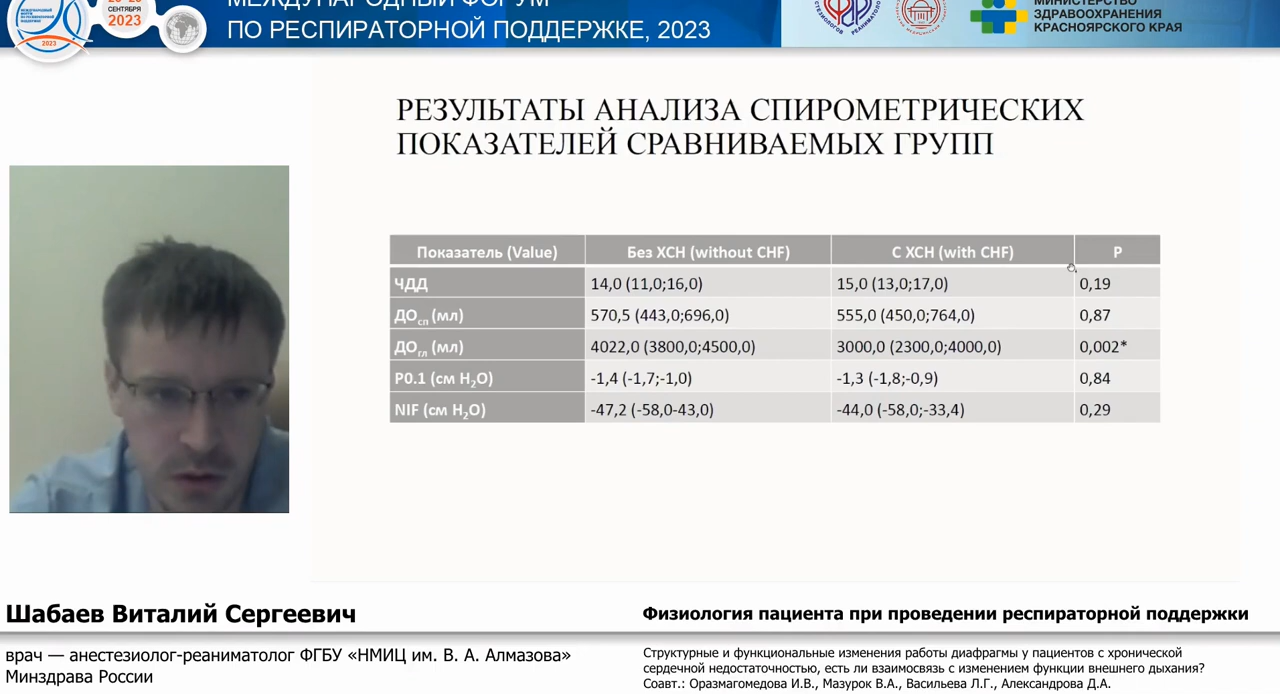 МЕЖДУНАРОДНЫЙ ФОРУМ
ПО РЕСПИРАТОРНОЙ ПОДДЕРЖКЕ, 2023
СЕНТЯБРЯ
2023
2023
МИНИСТЕРСТВО
ЗДРАВООХРАНЕНИЯ
КРАСНОЯРСКОГО КРАЯ
РЕЗУЛЬТАТЫ АНАЛИЗА СПИРОМЕТРИЧЕСКИХ
ПОКАЗАТЕЛЕЙ СРАВНИВАЕМЫХ ГРУПП
Показатель (Value) Без ХСН (without CHF) С ХСН (with CHF) P
ЧДД 14,0 (11,0;16,0) 15,0 (13,0;17,0) 0,19
ДОсп (мл) 570,5 (443,0;696,0) 555,0 (450,0;764,0) 0,87
ДОгл (мл) 4022,0 (3800,0;4500,0) 3000,0 (2300,0;4000,0) 0,002*
P0.1 (см H2O) -1,4 (-1,7;-1,0) -1,3 (-1,8;-0,9) 0,84
NIF (см H2O) -47,2 (-58,0-43,0) -44,0 (-58,0;-33,4) 0,29
Шабаев Виталий Сергеевич
врач — анестезиолог-реаниматолог ФГБУ «НМИЦ им. В. А. Алмазова»
Минздрава России
Физиология пациента при проведении респираторной поддержки
Структурные и функциональные изменения работы диафрагмы у пациентов с хронической
сердечной недостаточностью, есть ли взаимосвязь с изменением функции внешнего дыхания?
Соавт.: Оразмагомедова И.В., Мазурок В.А., Васильева Л.Г., Александрова Д.А.